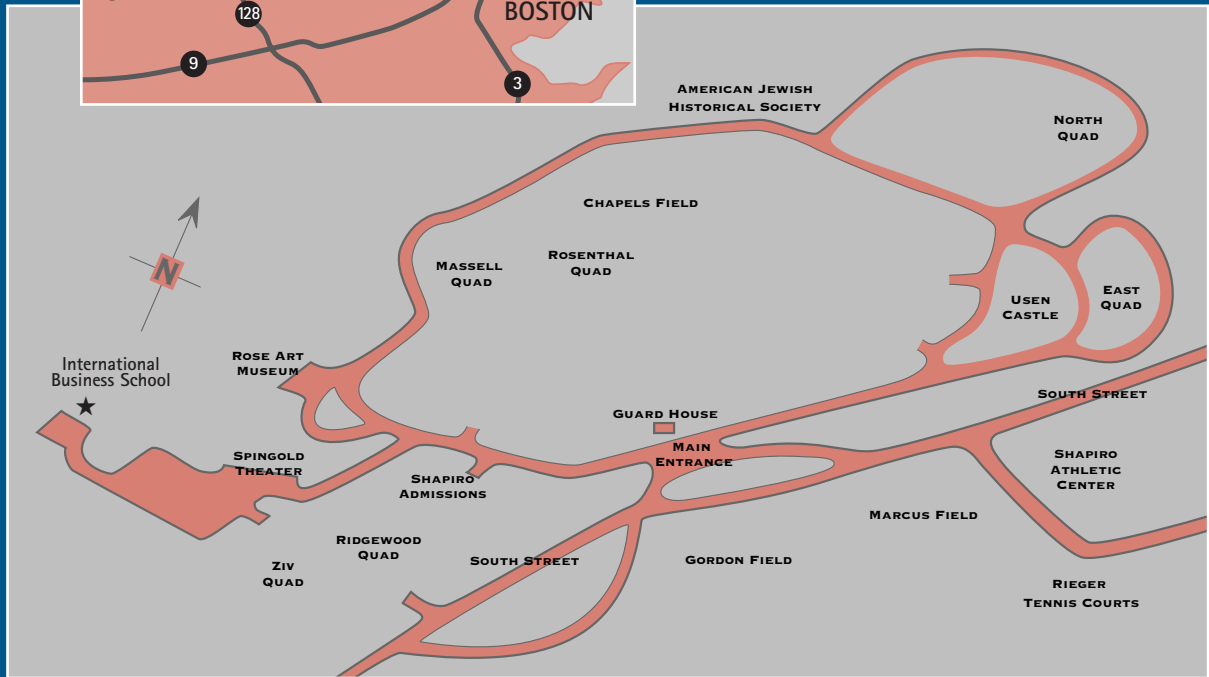 128
BOSTON
9
3
AMERICAN JEWISH
HISTORICAL SOCIETY
NORTH
QUAD
CHAPELS FIELD
MASSELL
QUAD
ROSENTHAL
QUAD
N
USEN
CASTLE
EAST
QUAD
International
Business School
ROSE ART
MUSEUM
SOUTH STREET
GUARD HOUSE
MAIN
ENTRANCE
SPINGOLD
THEATER
SHAPIRO
ADMISSIONS
SHAPIRO
ATHLETIC
CENTER
MARCUS FIELD
RIDGEWOOD
QUAD
ZIV
QUAD
SOUTH STREET
GORDON FIELD
RIEGER
TENNIS COURTS